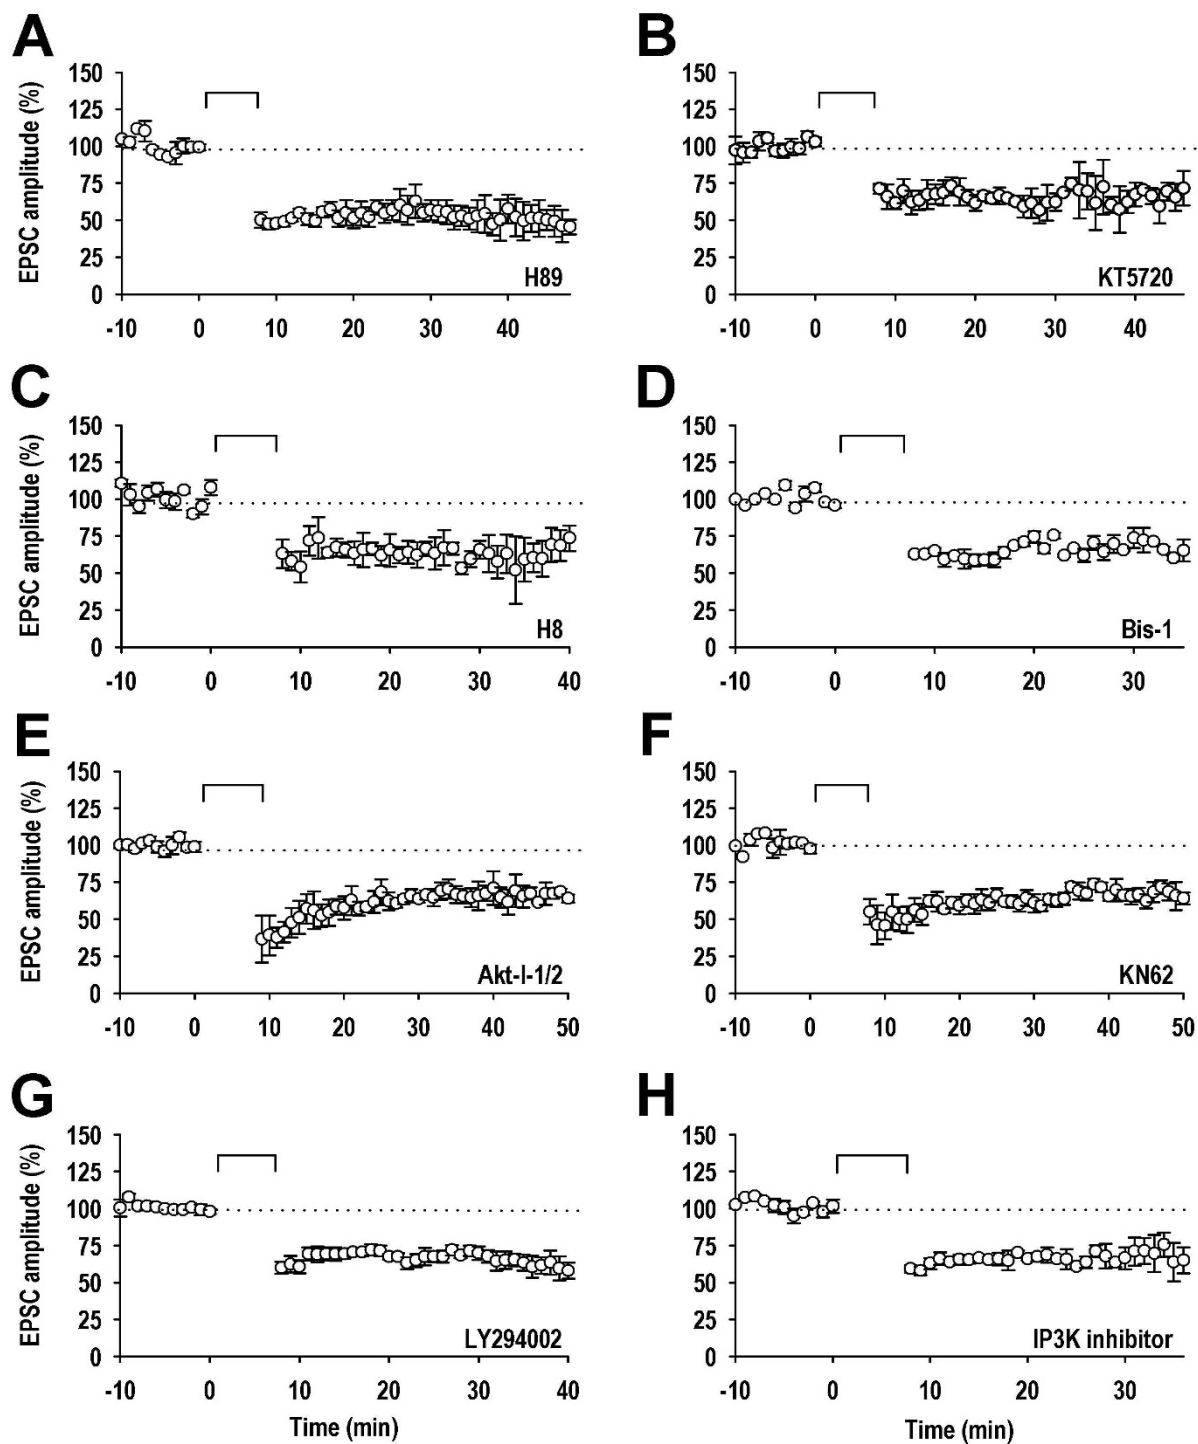 A
EPSC amplitude (%)
150
125
100
75
50
25
0
H89
-10 0 10 20 30 40
B
150
125
100
75
50
25
0
KT5720
-10 0 10 20 30 40
C
EPSC amplitude (%)
150
125
100
75
50
25
0
H8
-10 0 10 20 30 40
D
150
125
100
75
50
25
0
Bis-1
-10 0 10 20 30
E
EPSC amplitude (%)
150
125
100
75
50
25
0
Akt-I-1/2
-10 0 10 20 30 40 50
F
150
125
100
75
50
25
0
KN62
-10 0 10 20 30 40 50
G
EPSC amplitude (%)
150
125
100
75
50
25
0
LY294002
-10 0 10 20 30 40
Time (min)
H
150
125
100
75
50
25
0
IP3K inhibitor
-10 0 10 20 30
Time (min)